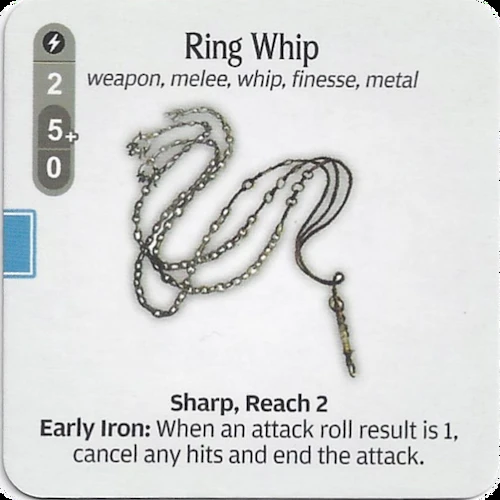 Ring Whip
weapon, melee, whip, finesse, metal
2
5+
0
Sharp, Reach 2
Early Iron: When an attack roll result is 1,
cancel any hits and end the attack.